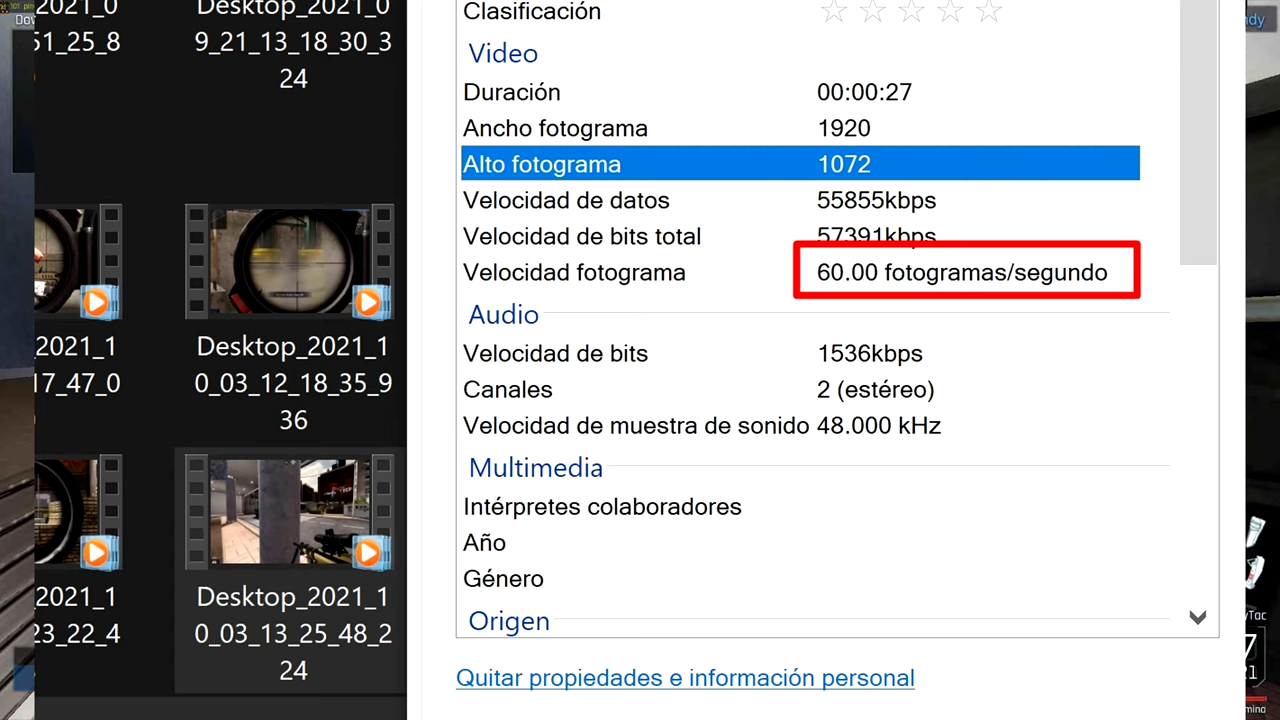 2021_0
51_25_8
Desktop_2021_0
9_21_13_18_30_3
24
2021_1
17_47_0
Desktop_2021_1
0_03_12_18_35_9
36
2021_1
23_22_4
Desktop_2021_1
0_03_13_25_48_2
24
Clasificación
Video
Duración 00:00:27
Ancho fotograma 1920
Alto fotograma 1072
Velocidad de datos 55855kbps
Velocidad de bits total 57391kbps
Velocidad fotograma 60.00 fotogramas/segundo
Audio
Velocidad de bits 1536kbps
Canales 2 (estéreo)
Velocidad de muestra de sonido 48.000 kHz
Multimedia
Intérpretes colaboradores
Año
Género
Origen
Quitar propiedades e información personal